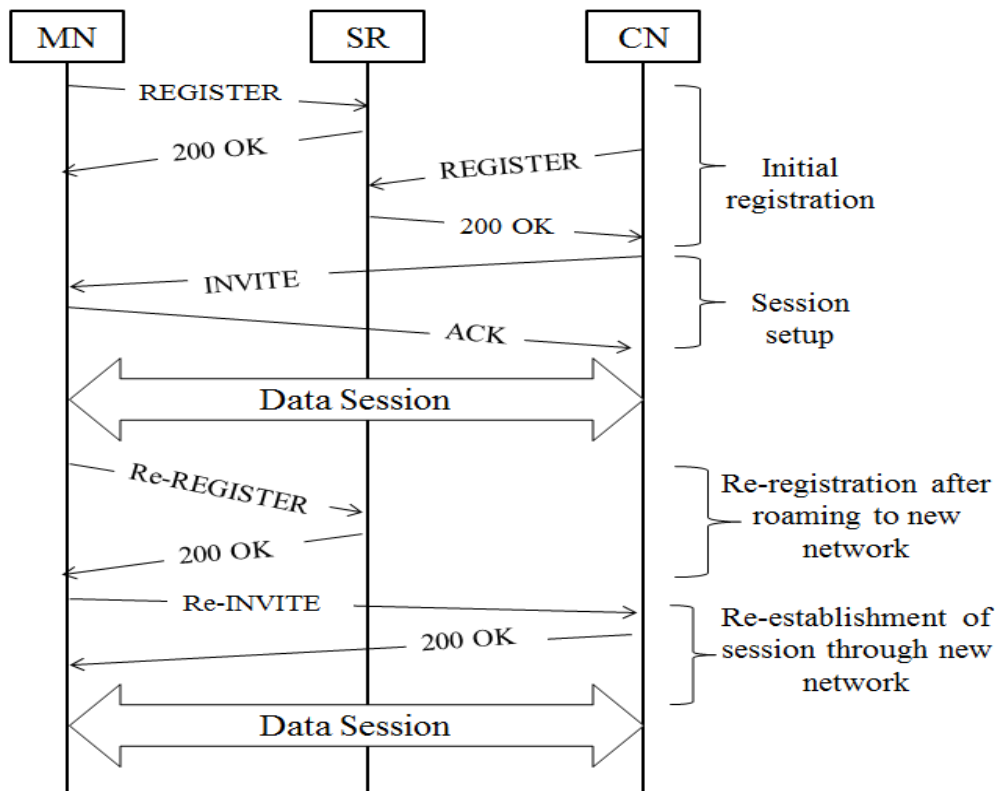 MN
SR
CN
REGISTER
200 OK
REGISTER
200 OK
Initial
registration
INVITE
ACK
Session
setup
Data Session
Re-REGISTER
200 OK
Re-registration after
roaming to new
network
Re-INVITE
200 OK
Re-establishment of
session through new
network
Data Session